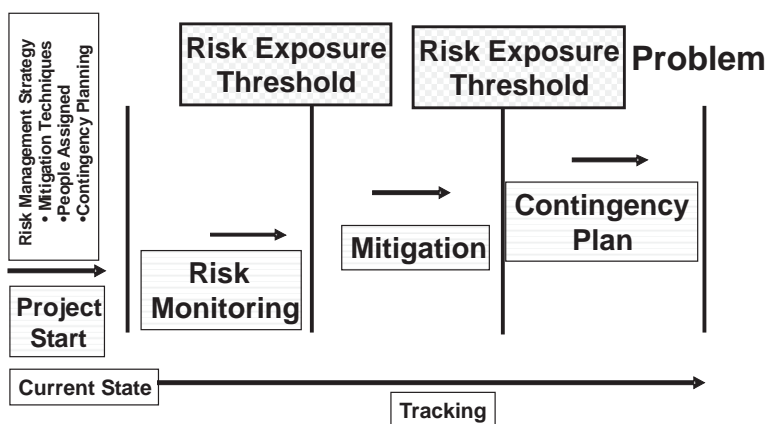 Risk Management Strategy
• Mitigation Techniques
•People Assigned
•Contingency Planning
Risk Exposure
Threshold
Risk Exposure
Threshold
Problem
Project
Start
Risk
Monitoring
Mitigation
Contingency
Plan
Current State
Tracking